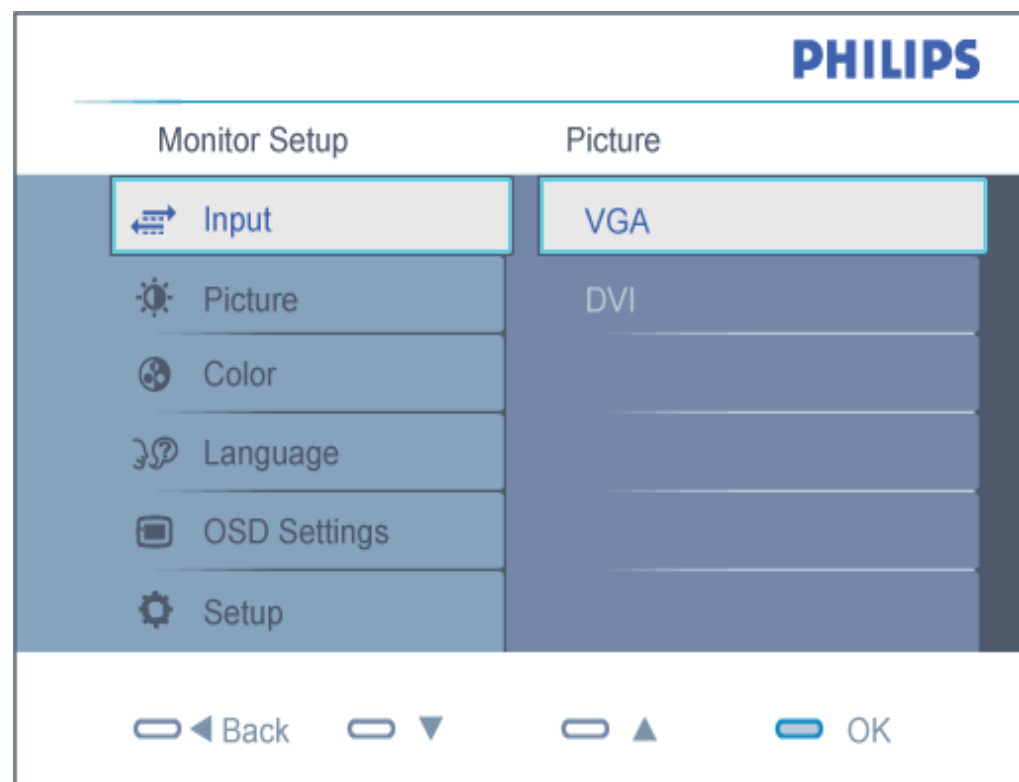 PHILIPS
Monitor Setup Picture
Input VGA
Picture DVI
Color
Language
OSD Settings
Setup
Back OK